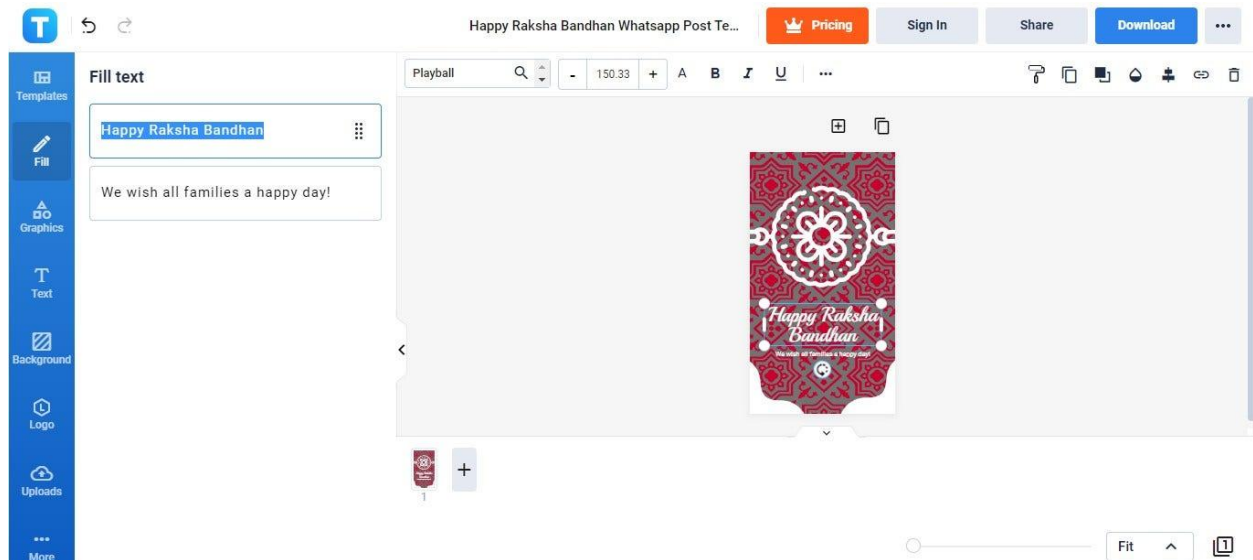 T
Happy Raksha Bandhan Whatsapp Post Te...
Pricing
Sign In
Share
Download
Templates
Fill
Graphics
Text
Background
Logo
Uploads
More
Fill text
Happy Raksha Bandhan
We wish all families a happy day!
Playball
- 150.33 + A B I U
Happy Raksha
Bandhan
We wish all families a happy day!
1
Fit
1